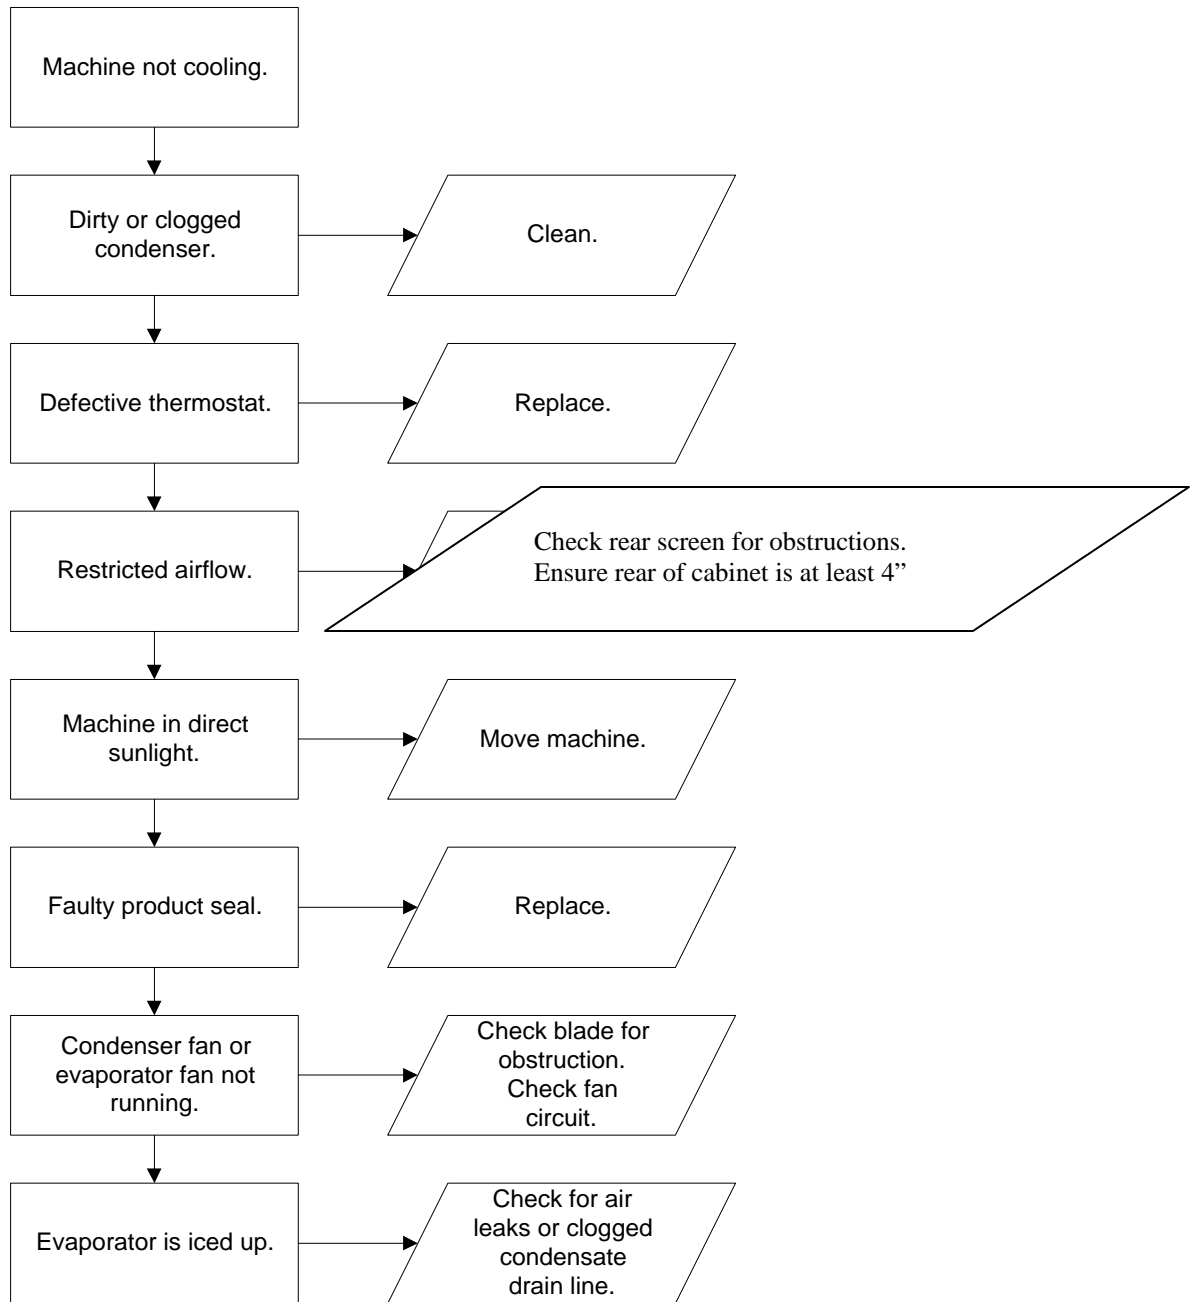 Machine not cooling.
Dirty or clogged
condenser.
Clean.
Defective thermostat.
Replace.
Restricted airflow.
Check rear screen for obstructions.
Ensure rear of cabinet is at least 4”
Machine in direct
sunlight.
Move machine.
Faulty product seal.
Replace.
Condenser fan or
evaporator fan not
running.
Check blade for
obstruction.
Check fan
circuit.
Evaporator is iced up.
Check for air
leaks or clogged
condensate
drain line.